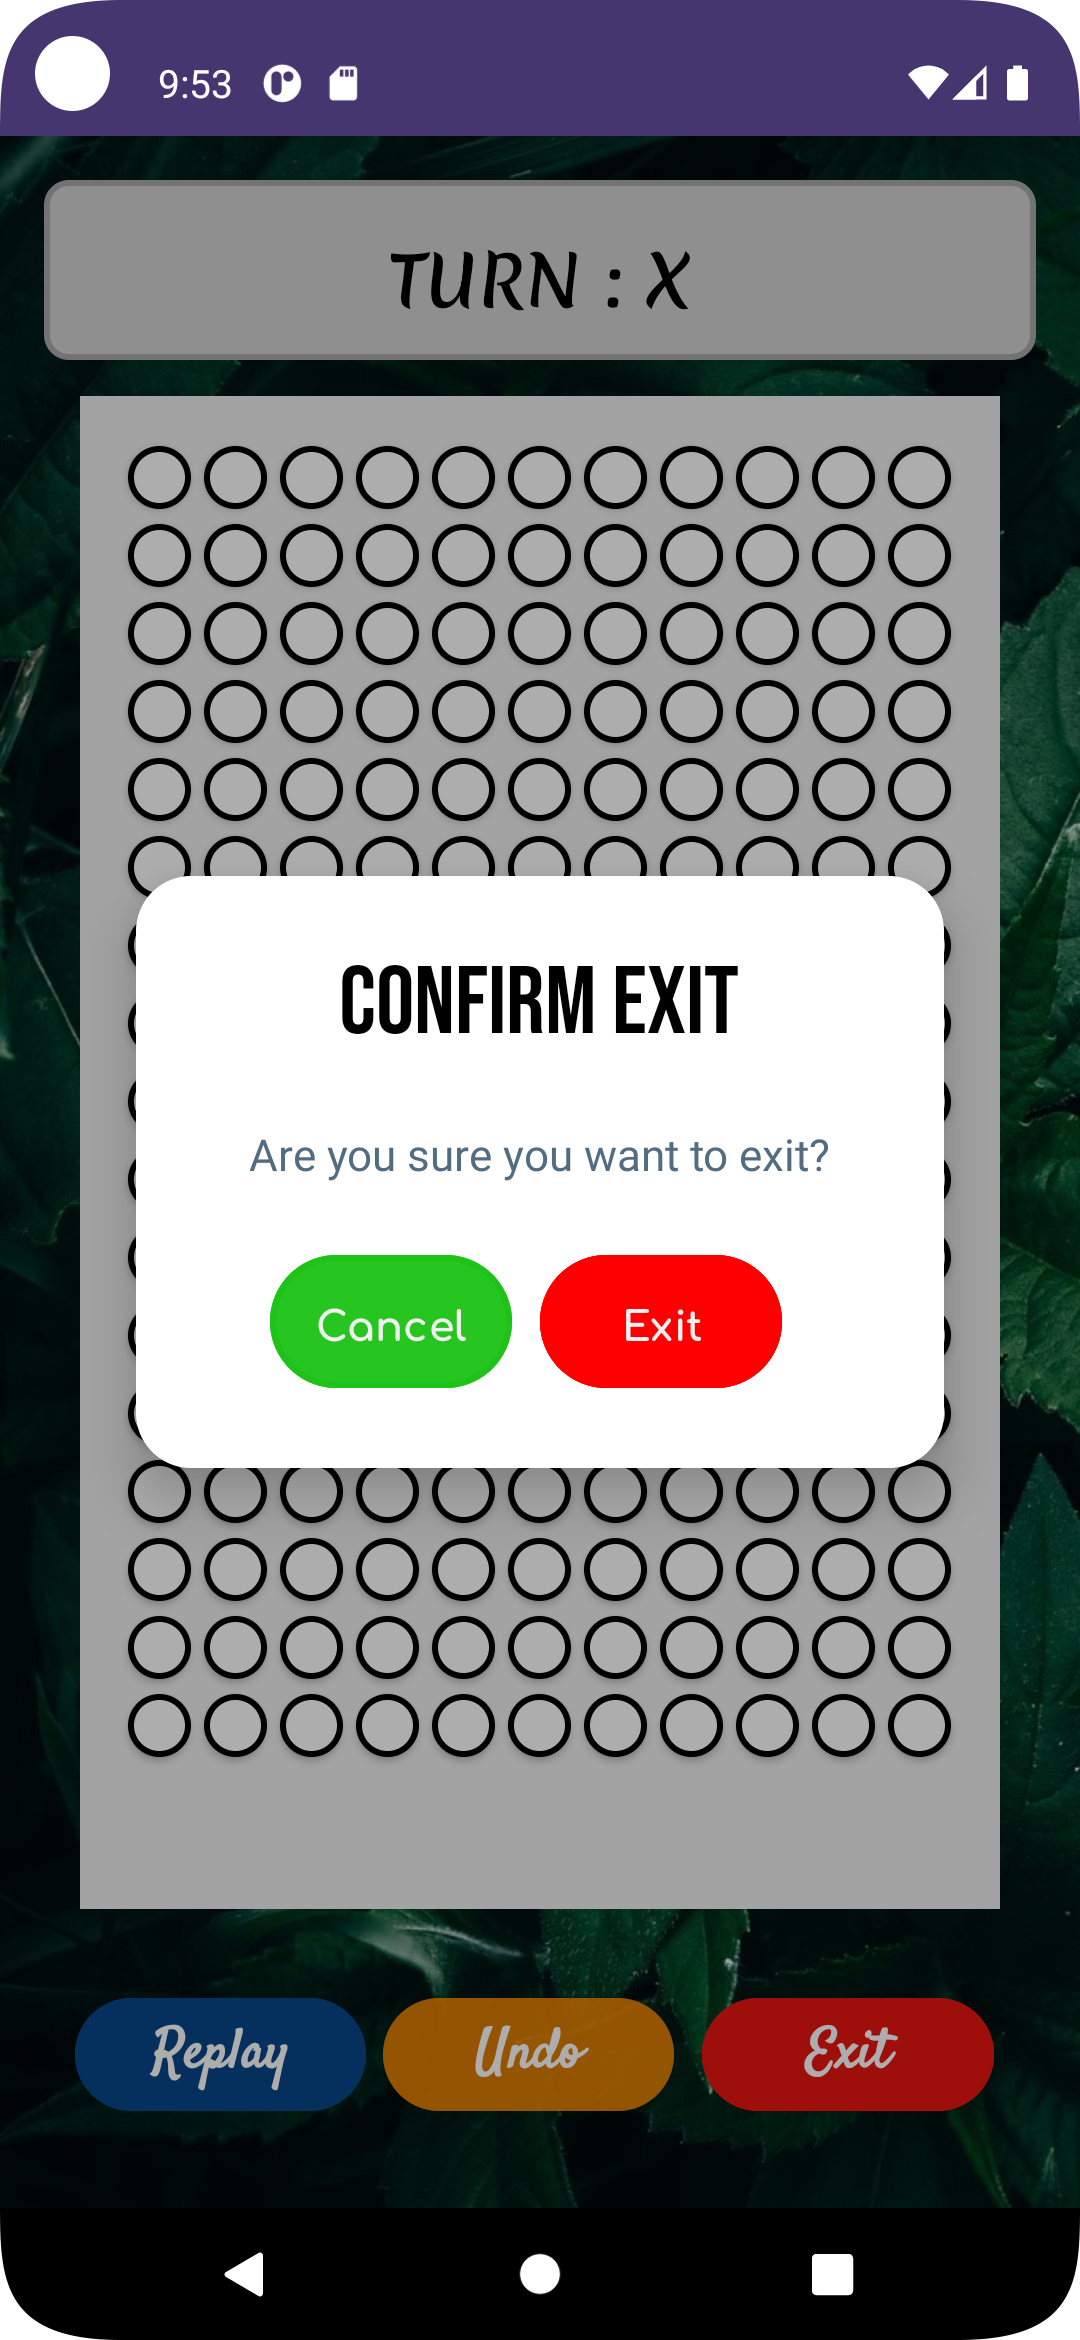 9:53
TURN : X
CONFIRM EXIT
Are you sure you want to exit?
Cancel Exit
Replay Undo Exit